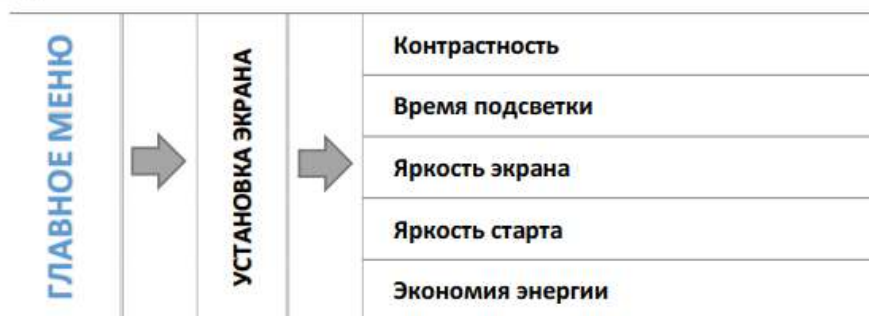 ГЛАВНОЕ МЕНЮ
УСТАНОВКА ЭКРАНА
Контрастность
Время подсветки
Яркость экрана
Яркость старта
Экономия энергии